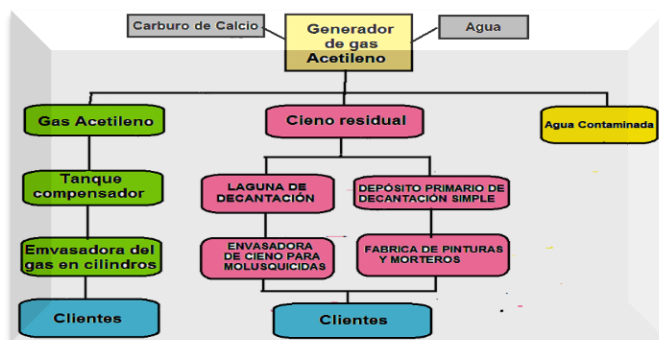 Carburo de Calcio
Generador
de gas
Acetileno
Agua
Gas Acetileno
Cieno residual
Agua Contaminada
Tanque
compensador
LAGUNA DE
DECANTACIÓN
DEPÓSITO PRIMARIO DE
DECANTACIÓN SIMPLE
Emvasadora del
gas en cilindros
ENVASADORA
DE CIENO PARA
MOLUSQUICIDAS
FABRICA DE PINTURAS
Y MORTEROS
Clientes
Clientes